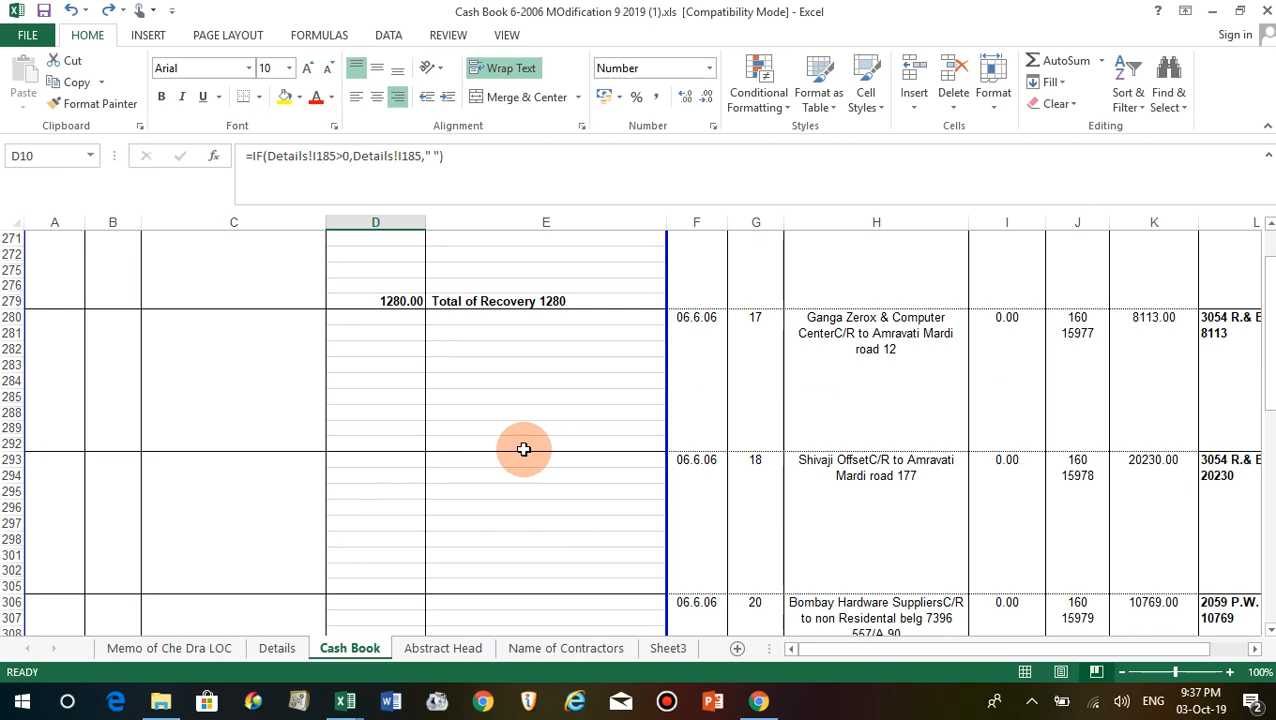 Cash Book 6-2006 MOdification 9 2019 (1).xls [Compatibility Mode] - Excel
FILE HOME INSERT PAGE LAYOUT FORMULAS DATA REVIEW VIEW Sign in
Paste
Cut
Copy
Format Painter
Clipboard
Arial 10
B I U
Font
Wrap Text
Merge & Center
Alignment
Number
% ,
Number
Conditional
Formatting
Format as
Table
Cell
Styles
Styles
Insert
Delete
Format
Cells
AutoSum
Fill
Clear
Sort &
Filter
Find &
Select
Editing
D10 fx =IF(Details!I185>0,Details!I185," ")
A B C D E F G H I J K L
271
272
275
276
279 1280.00 Total of Recovery 1280
280 06.6.06 17 Ganga Zerox & Computer 0.00 160 8113.00 3054 R.& E
281 CenterC/R to Amravati Mardi 15977 8113
282 road 12
283
284
285
288
289
292
293 06.6.06 18 Shivaji OffsetC/R to Amravati 0.00 160 20230.00 3054 R.& E
294 Mardi road 177 15978 20230
295
296
297
298
301
302
305
306 06.6.06 20 Bombay Hardware SuppliersC/R 0.00 160 10769.00 2059 P.W.
307 to non Residental belg 7396 15979 10769
308 557/A 90
Memo of Che Dra LOC Details Cash Book Abstract Head Name of Contractors Sheet3
READY 100%
ENG
9:37 PM
03-Oct-19
2